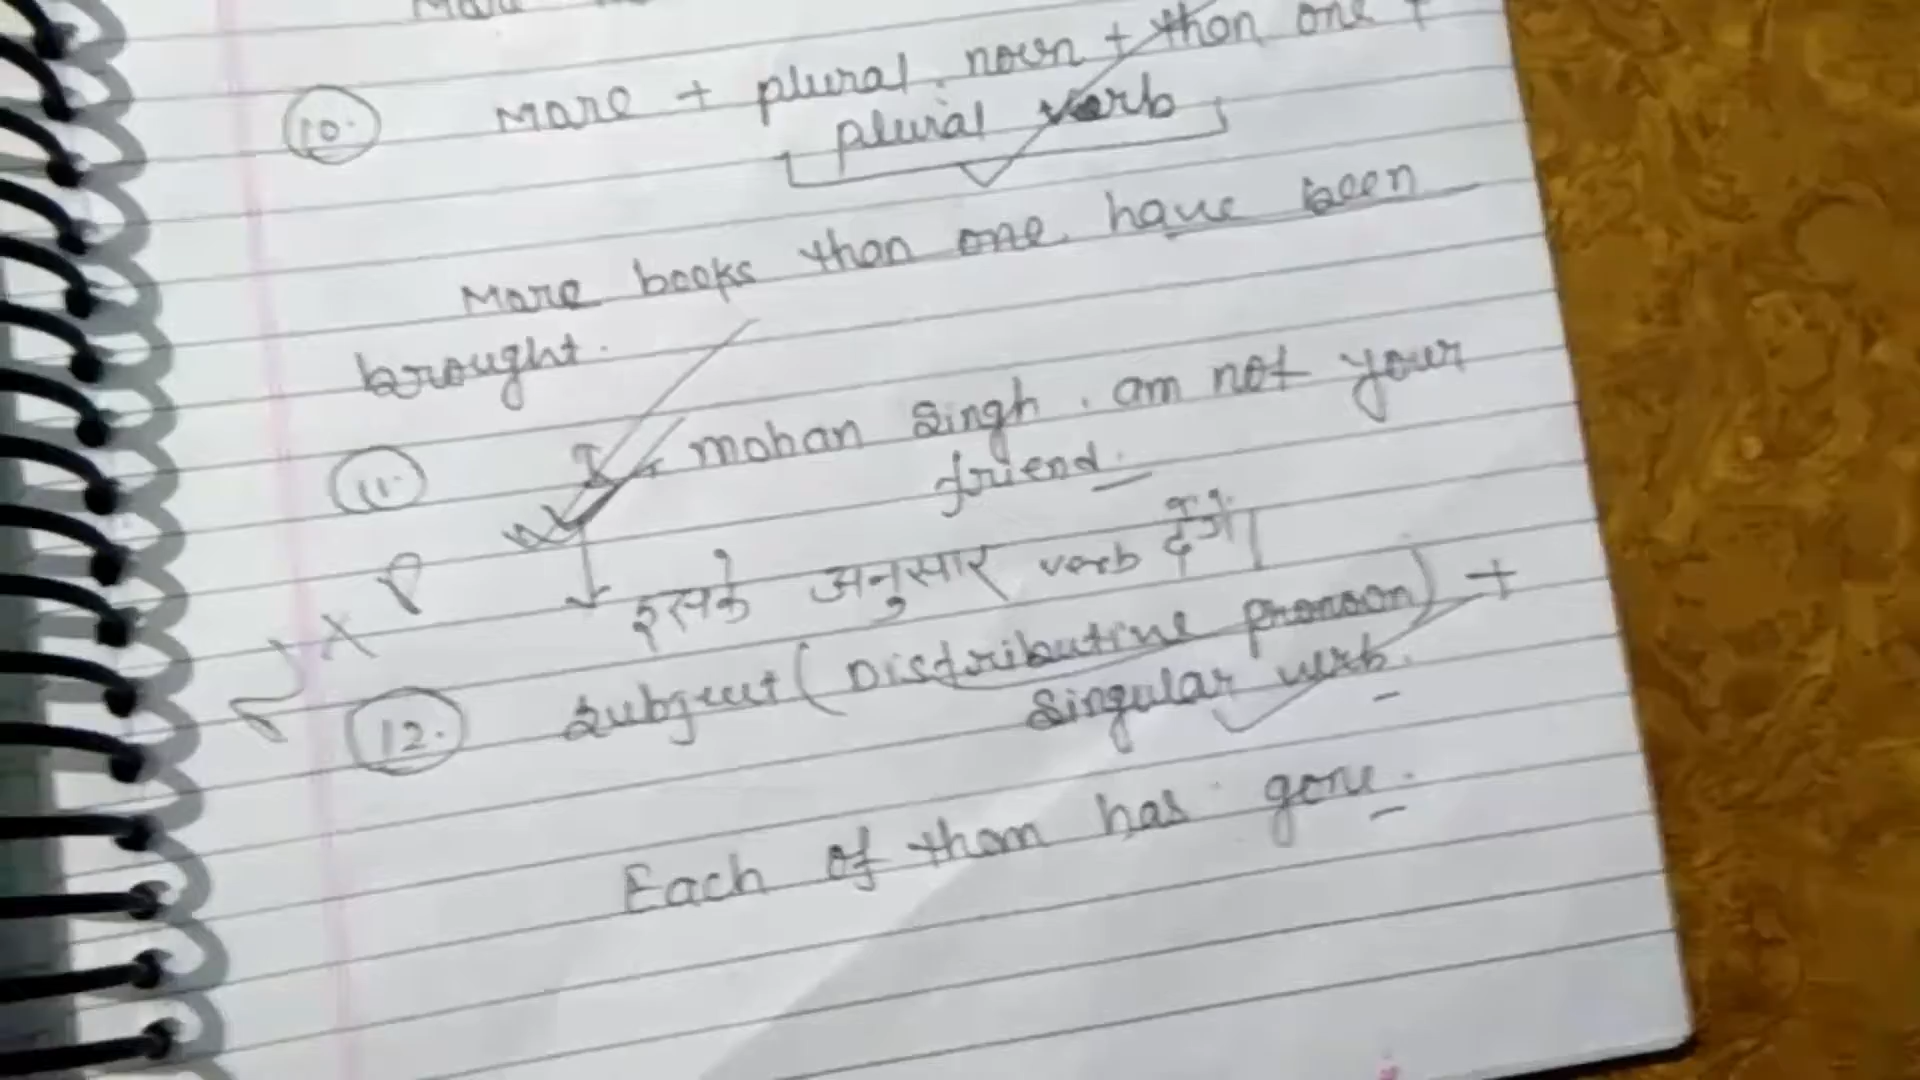 10. More + plural noun + than one +
plural verb
More books than one have been
brought.
11. I, mohan singh, am not your
friend.
इसके अनुसार verb देंगे।
12. Subject (Distributive pronoun) +
Singular verb.
Each of them has gone.